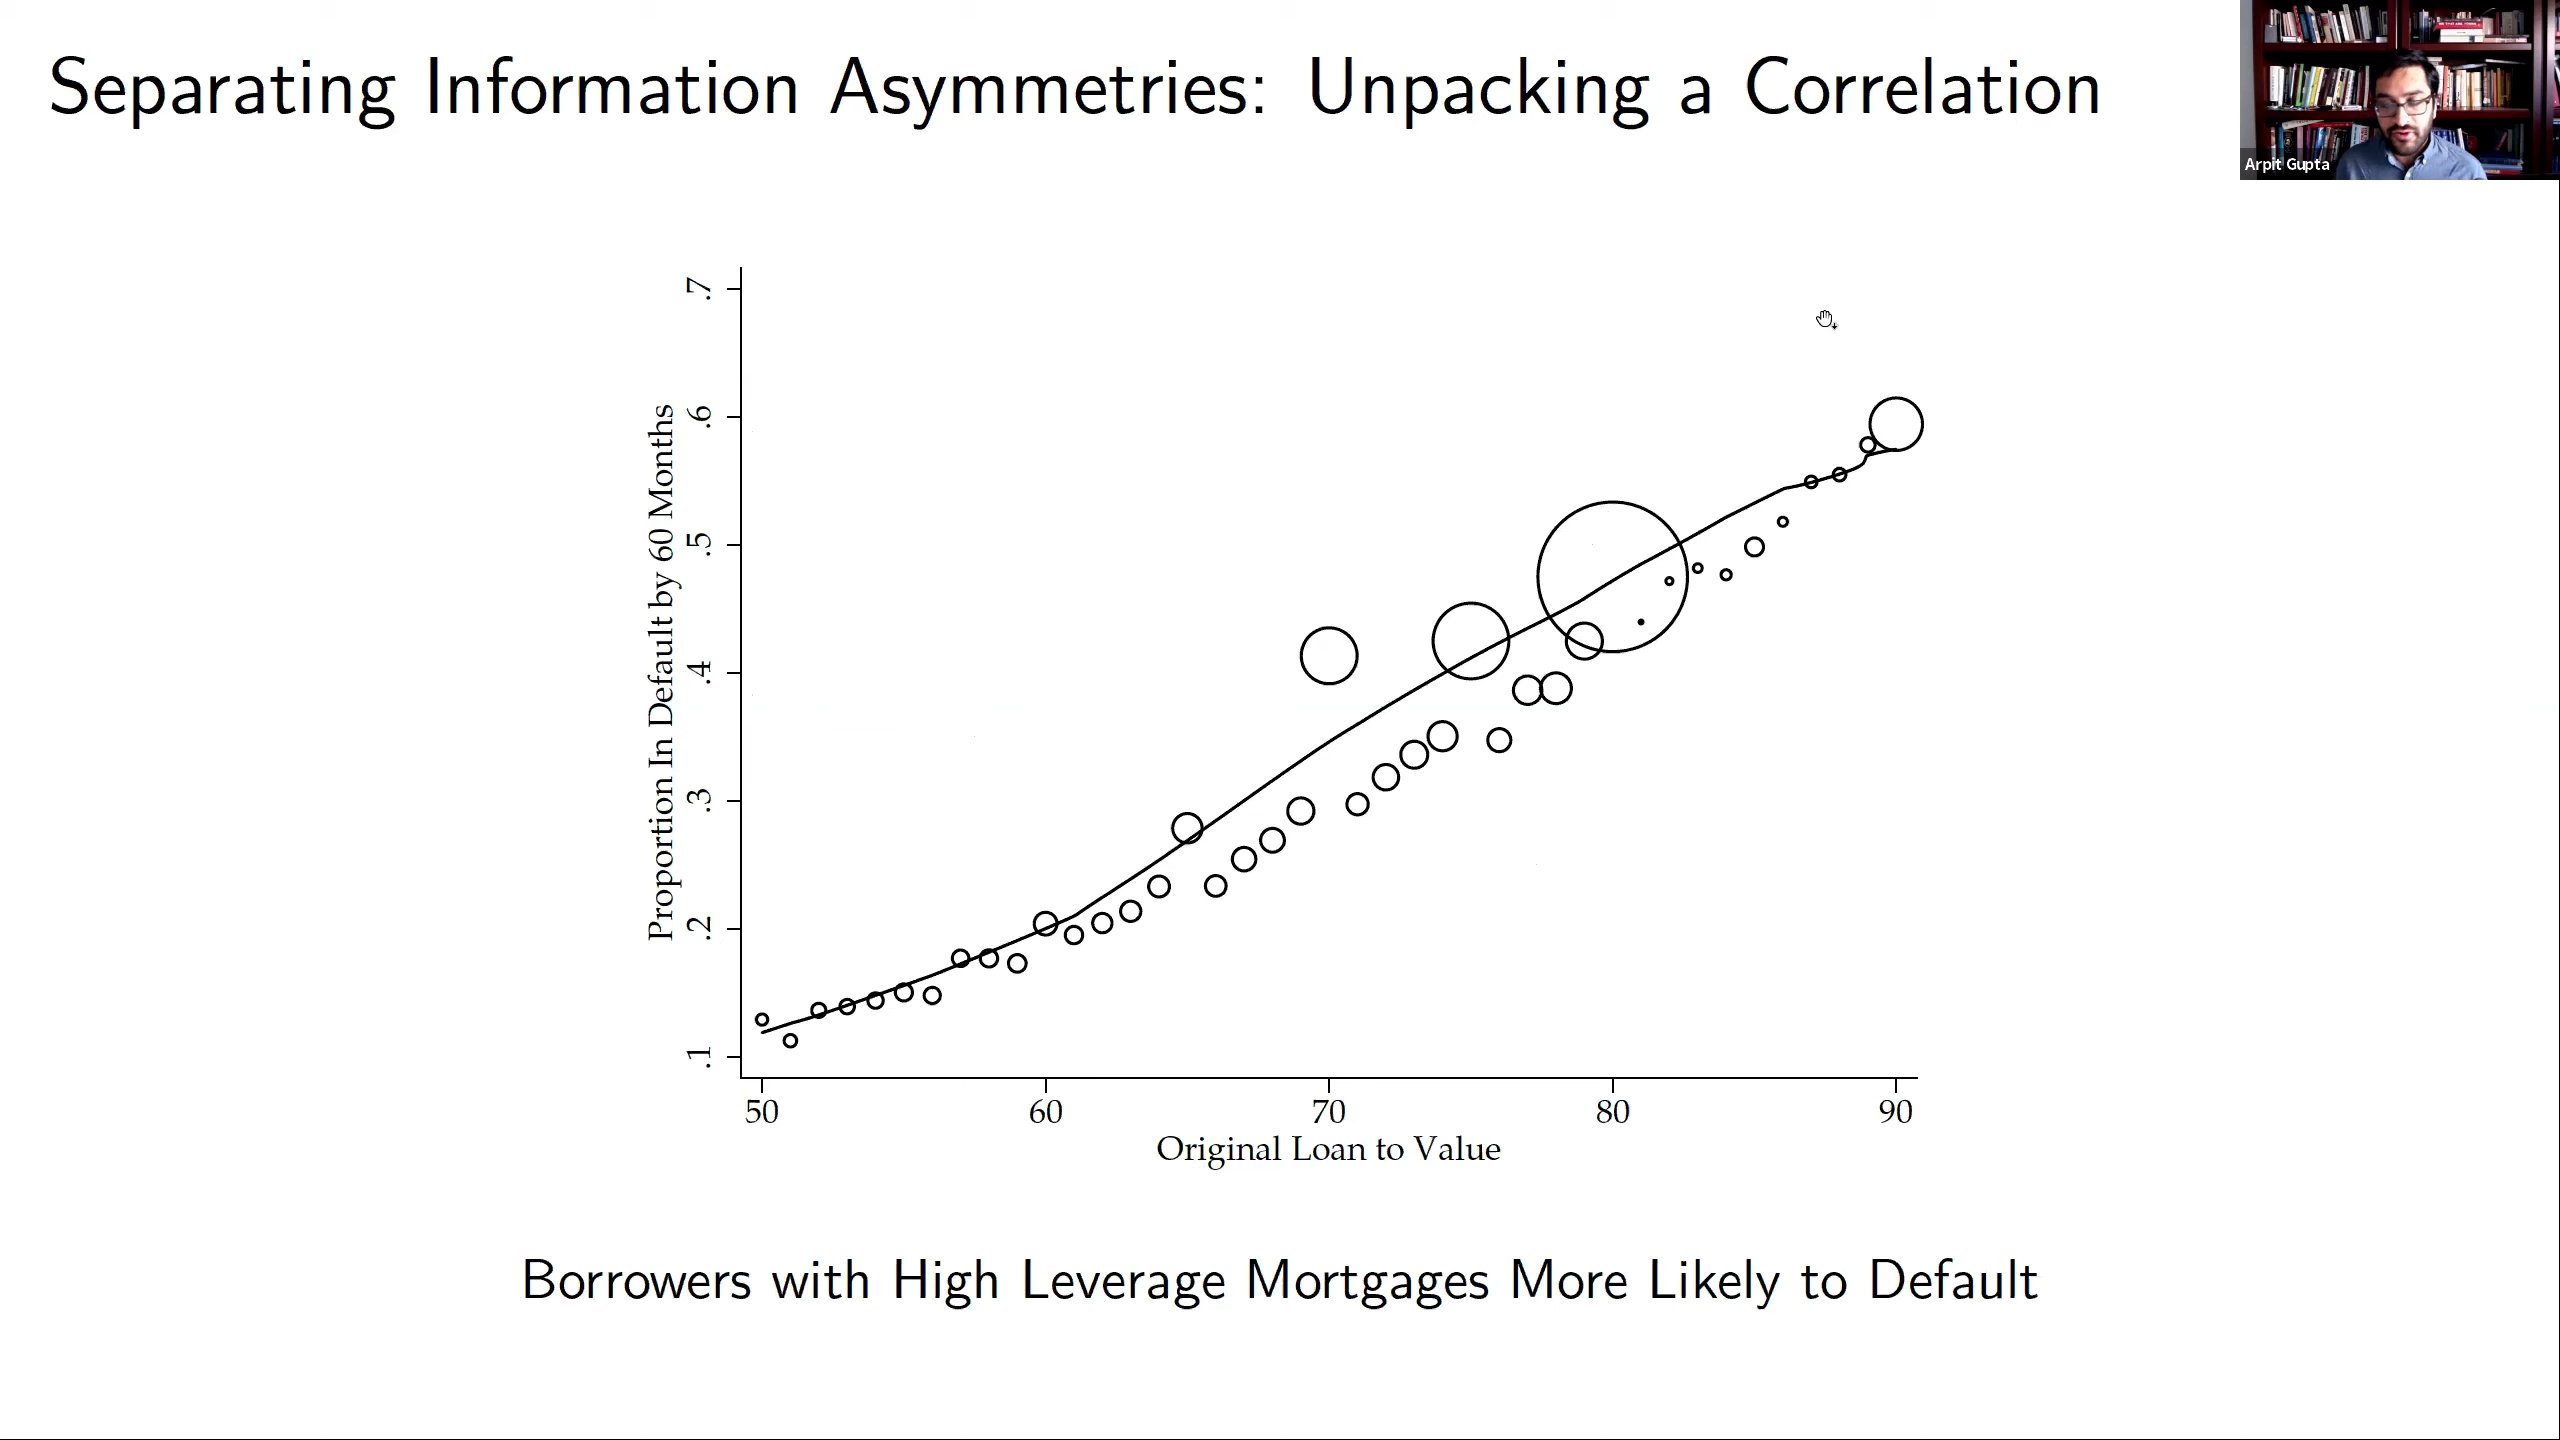 Separating Information Asymmetries: Unpacking a Correlation
Arpit Gupta
.7
.6
.5
.4
.3
.2
.1
Proportion In Default by 60 Months
50 60 70 80 90
Original Loan to Value
Borrowers with High Leverage Mortgages More Likely to Default